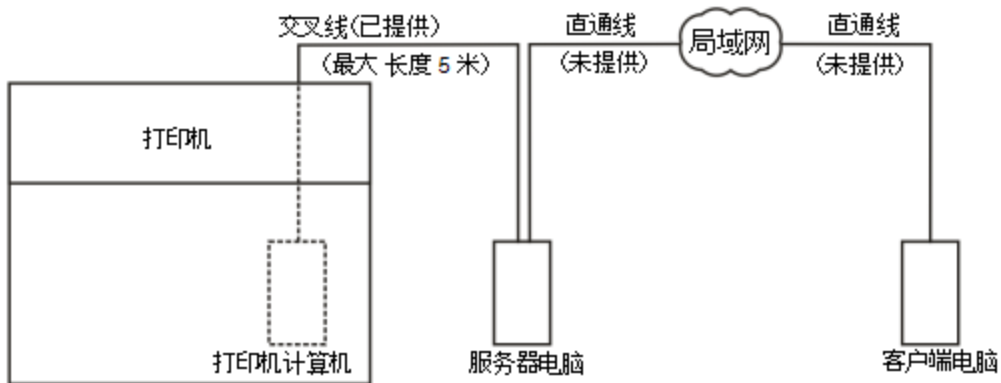 交叉线(已提供)
(最大 长度 5 米)
直通线
(未提供)
局域网
直通线
(未提供)
打印机
打印机计算机
服务器电脑
客户端电脑